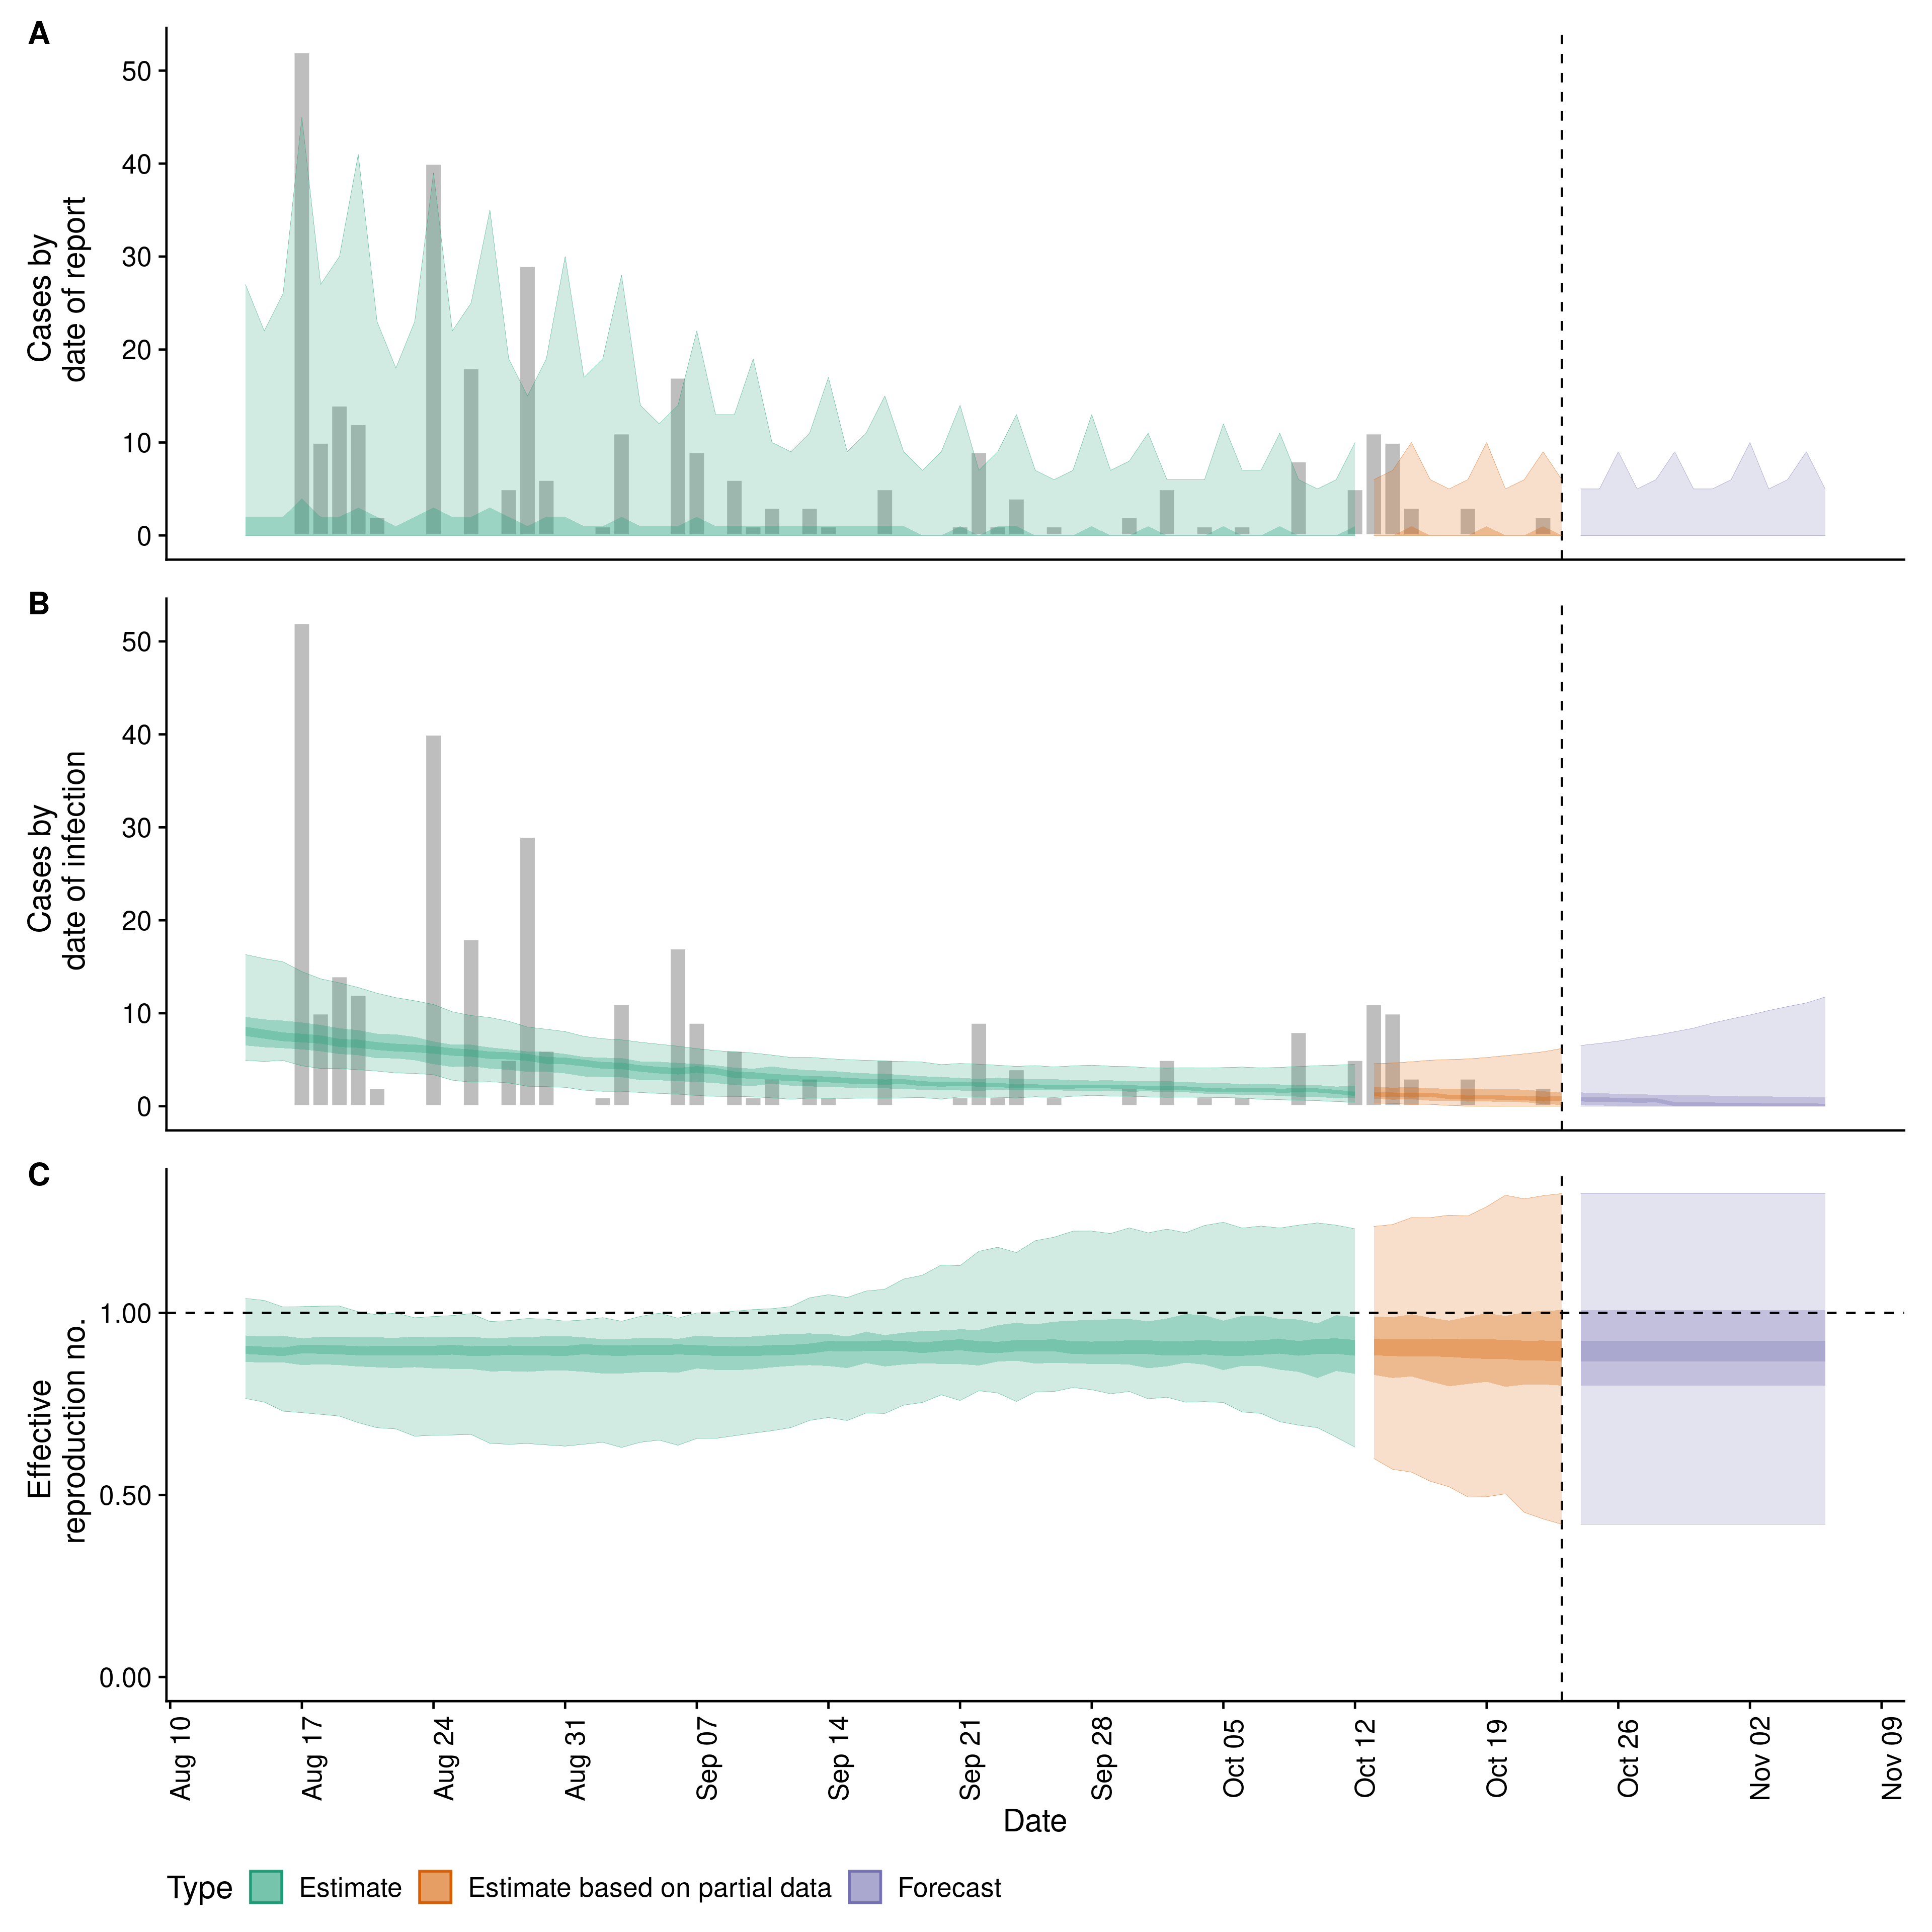 A
50
40
30
20
10
0
Cases by
date of report
B
50
40
30
20
10
0
Cases by
date of infection
C
1.00
0.50
0.00
Effective
reproduction no.
Aug 10
Aug 17
Aug 24
Aug 31
Sep 07
Sep 14
Sep 21
Sep 28
Oct 05
Oct 12
Oct 19
Oct 26
Nov 02
Nov 09
Date
Type Estimate Estimate based on partial data Forecast